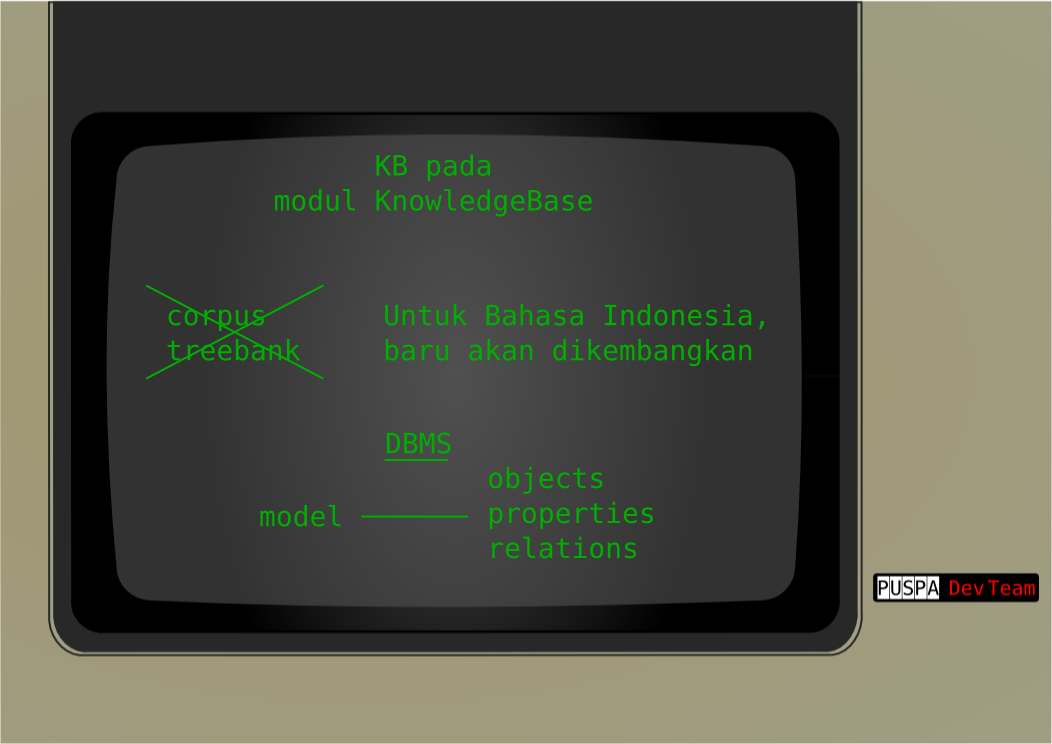 KB pada
modul KnowledgeBase
corpus
treebank
Untuk Bahasa Indonesia,
baru akan dikembangkan
DBMS
model
objects
properties
relations
PUSPA DevTeam